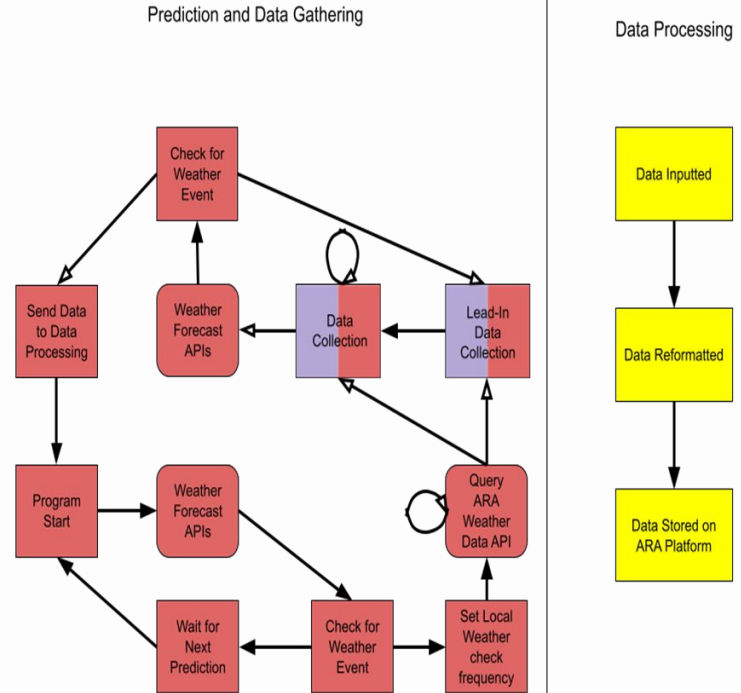 Prediction and Data Gathering
Data Processing
Check for
Weather
Event
Data Inputted
Send Data
to Data
Processing
Weather
Forecast
APIs
Data
Collection
Lead-In
Data
Collection
Data Reformatted
Program
Start
Weather
Forecast
APIs
Query
ARA
Weather
Data API
Data Stored on
ARA Platform
Wait for
Next
Prediction
Check for
Weather
Event
Set Local
Weather
check
frequency